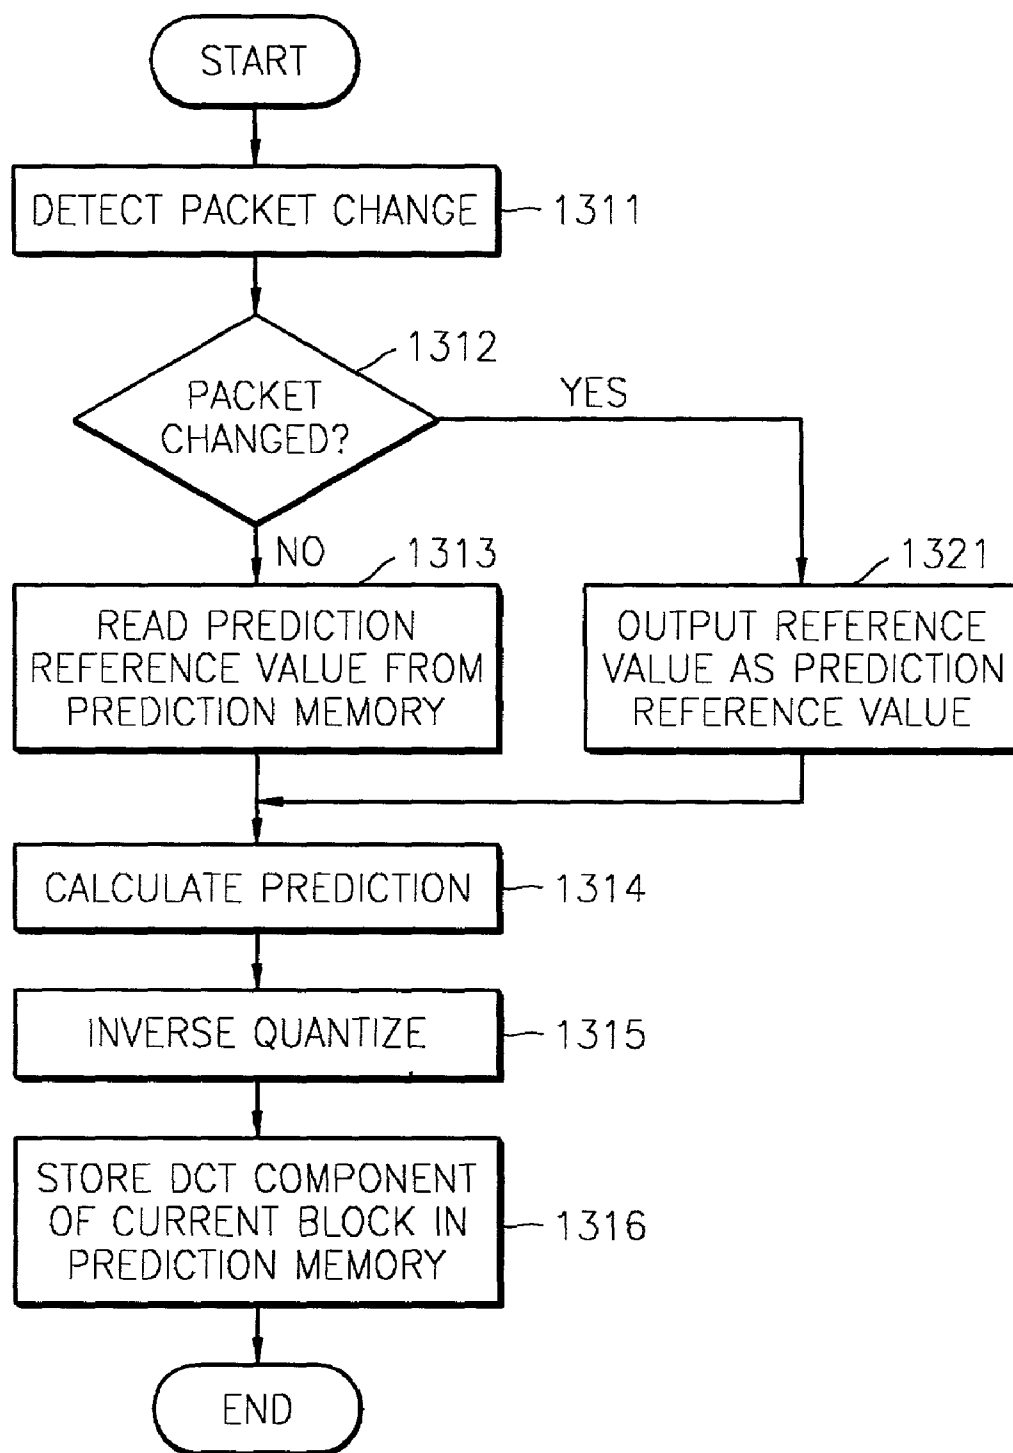 START
DETECT PACKET CHANGE
1311
1312
PACKET
CHANGED?
YES
NO
1313
1321
READ PREDICTION
REFERENCE VALUE FROM
PREDICTION MEMORY
OUTPUT REFERENCE
VALUE AS PREDICTION
REFERENCE VALUE
CALCULATE PREDICTION
1314
INVERSE QUANTIZE
1315
STORE DCT COMPONENT
OF CURRENT BLOCK IN
PREDICTION MEMORY
1316
END